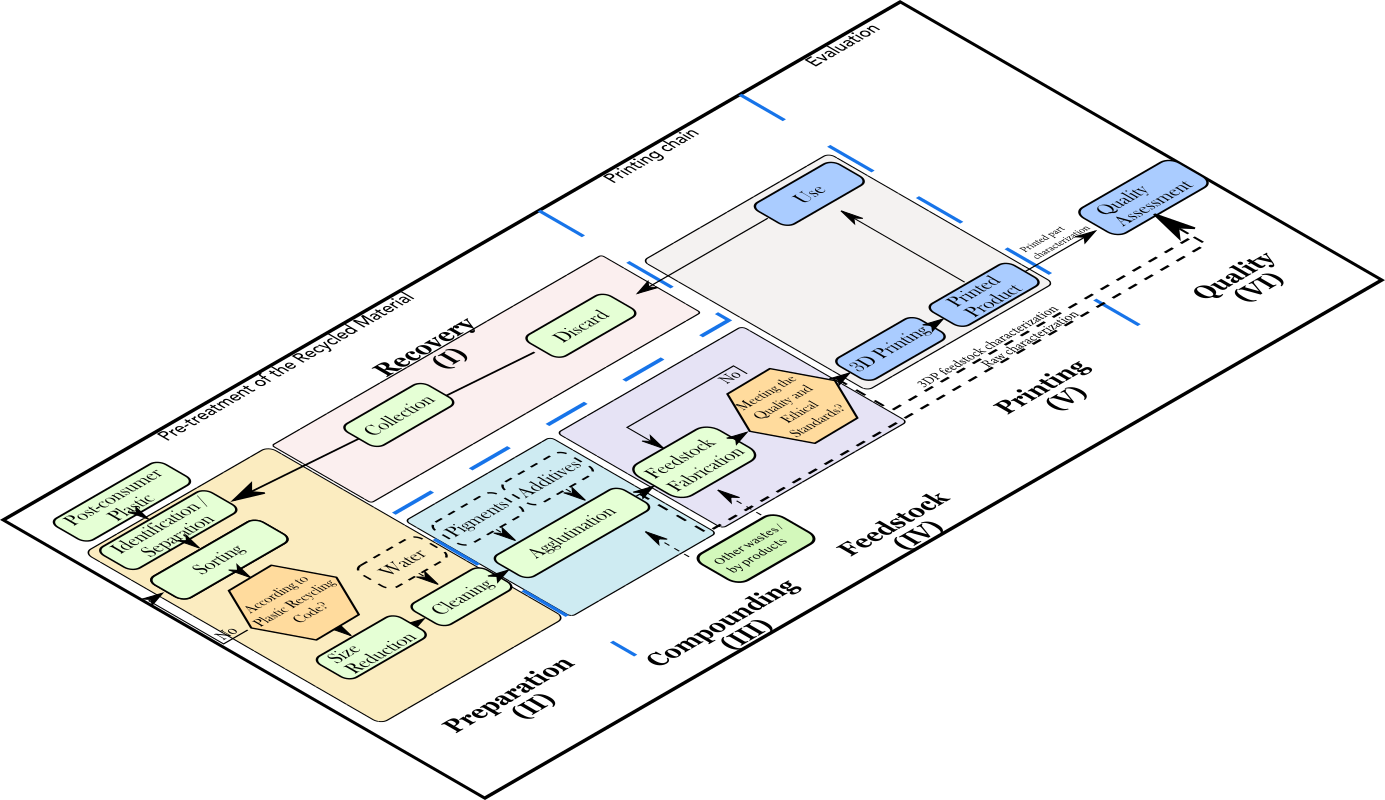 Evaluation
Printing chain
Pre-treatment of the Recycled Material
Recovery
(I)
Use
Quality
Assessment
Printed part
characterization
Quality
(VI)
Discard
Printed
Product
3D Printing
3DP feedstock characterization
Raw characterization
Printing
(V)
Collection
No
Meeting the
Quality and
Ethical
Standards?
Feedstock
Fabrication
Feedstock
(IV)
Post-consumer
Plastic
Identification /
Separation
Sorting
According to
Plastic Recycling
Code?
No
Size
Reduction
Water
Cleaning
Pigments
Additives
Agglutination
Other wastes /
by products
Compounding
(III)
Preparation
(II)